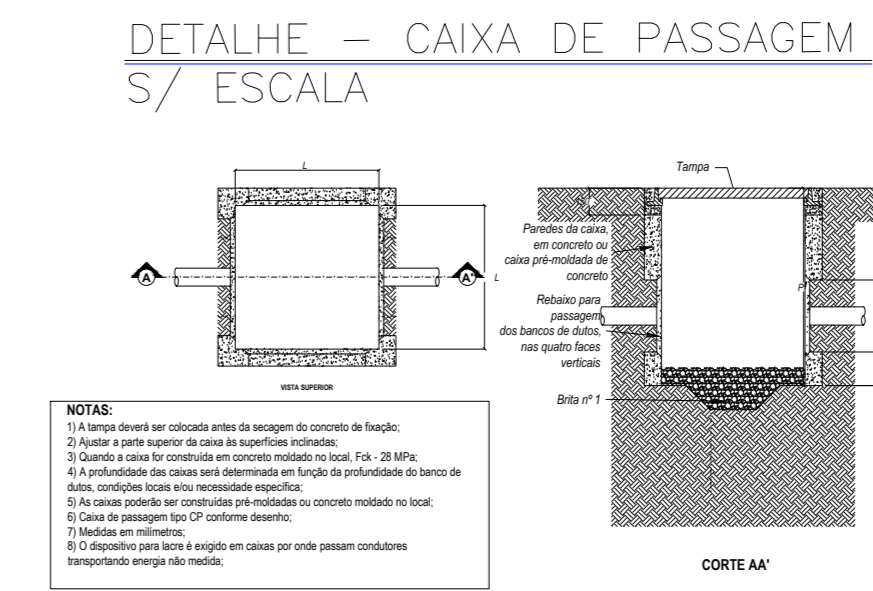 DETALHE – CAIXA DE PASSAGEM
S/ ESCALA
L
A
A'
L
VISTA SUPERIOR
Tampa
15
Paredes da caixa,
em concreto ou
caixa pré-moldada de
concreto
Rebaixo para
passagem
dos bancos de dutos,
nas quatro faces
verticais
Brita nº 1
P
CORTE AA'
NOTAS:
1) A tampa deverá ser colocada antes da secagem do concreto de fixação;
2) Ajustar a parte superior da caixa às superfícies inclinadas;
3) Quando a caixa for construída em concreto moldado no local, Fck - 28 MPa;
4) A profundidade das caixas será determinada em função da profundidade do banco de
dutos, condições locais e/ou necessidade específica;
5) As caixas poderão ser construídas pré-moldadas ou concreto moldado no local;
6) Caixa de passagem tipo CP conforme desenho;
7) Medidas em milímetros;
8) O dispositivo para lacre é exigido em caixas por onde passam condutores
transportando energia não medida;